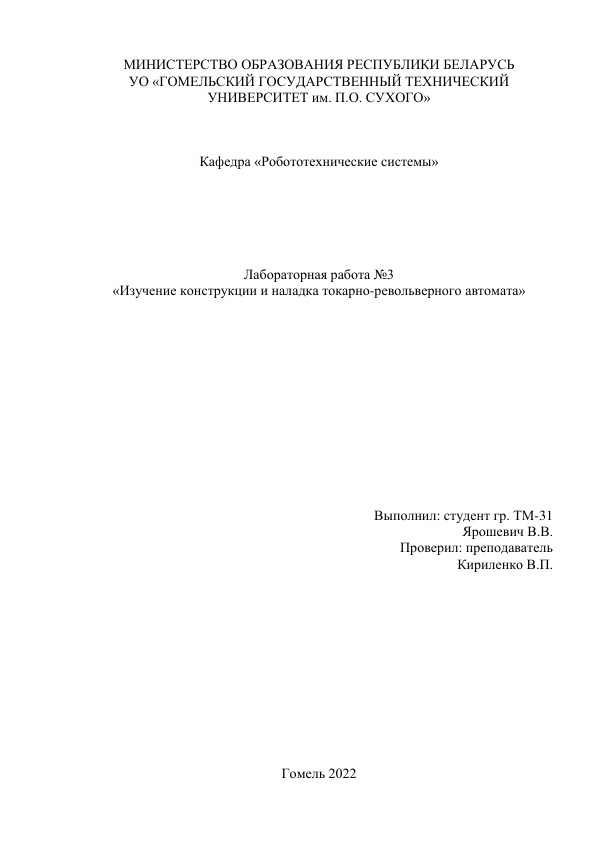 МИНИСТЕРСТВО ОБРАЗОВАНИЯ РЕСПУБЛИКИ БЕЛАРУСЬ
УО «ГОМЕЛЬСКИЙ ГОСУДАРСТВЕННЫЙ ТЕХНИЧЕСКИЙ
УНИВЕРСИТЕТ им. П.О. СУХОГО»
Кафедра «Робототехнические системы»
Лабораторная работа №3
«Изучение конструкции и наладка токарно-револьверного автомата»
Выполнил: студент гр. ТМ-31
Ярошевич В.В.
Проверил: преподаватель
Кириленко В.П.
Гомель 2022